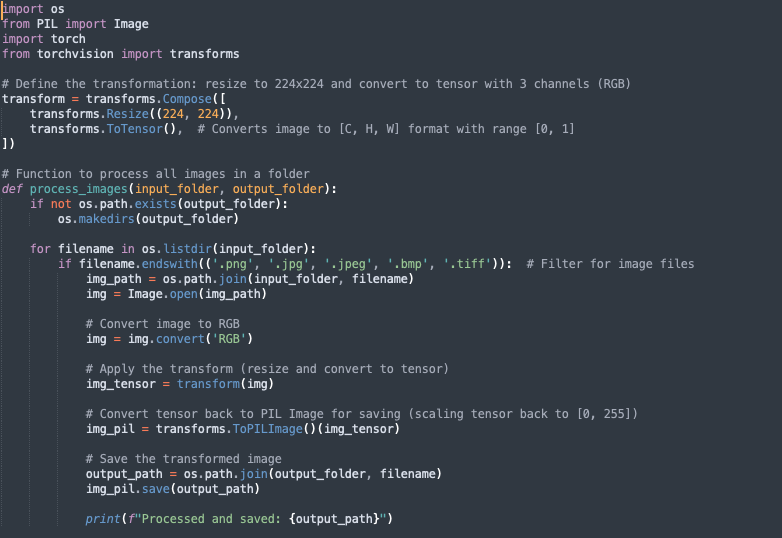 import os
from PIL import Image
import torch
from torchvision import transforms

# Define the transformation: resize to 224x224 and convert to tensor with 3 channels (RGB)
transform = transforms.Compose([
    transforms.Resize((224, 224)),
    transforms.ToTensor(),  # Converts image to [C, H, W] format with range [0, 1]
])

# Function to process all images in a folder
def process_images(input_folder, output_folder):
    if not os.path.exists(output_folder):
        os.makedirs(output_folder)

    for filename in os.listdir(input_folder):
        if filename.endswith(('.png', '.jpg', '.jpeg', '.bmp', '.tiff')):  # Filter for image files
            img_path = os.path.join(input_folder, filename)
            img = Image.open(img_path)

            # Convert image to RGB
            img = img.convert('RGB')

            # Apply the transform (resize and convert to tensor)
            img_tensor = transform(img)

            # Convert tensor back to PIL Image for saving (scaling tensor back to [0, 255])
            img_pil = transforms.ToPILImage()(img_tensor)

            # Save the transformed image
            output_path = os.path.join(output_folder, filename)
            img_pil.save(output_path)

            print(f"Processed and saved: {output_path}")